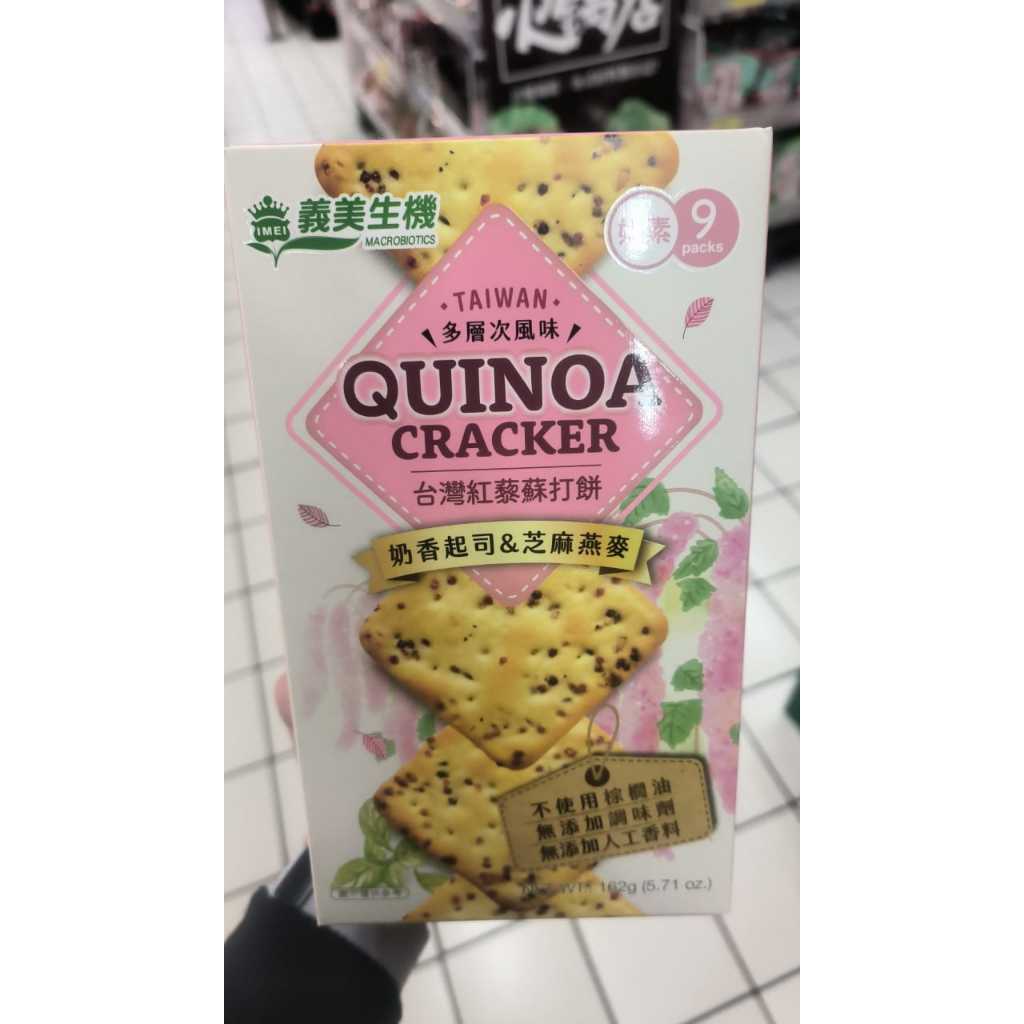 IMEI
義美生機
MACROBIOTICS
奶素
9
packs
TAIWAN
多層次風味
QUINOA
CRACKER
台灣紅藜蘇打餅
奶香起司&芝麻燕麥
不使用棕櫚油
無添加調味劑
無添加人工香料
NET WT: 162g (5.71 oz.)